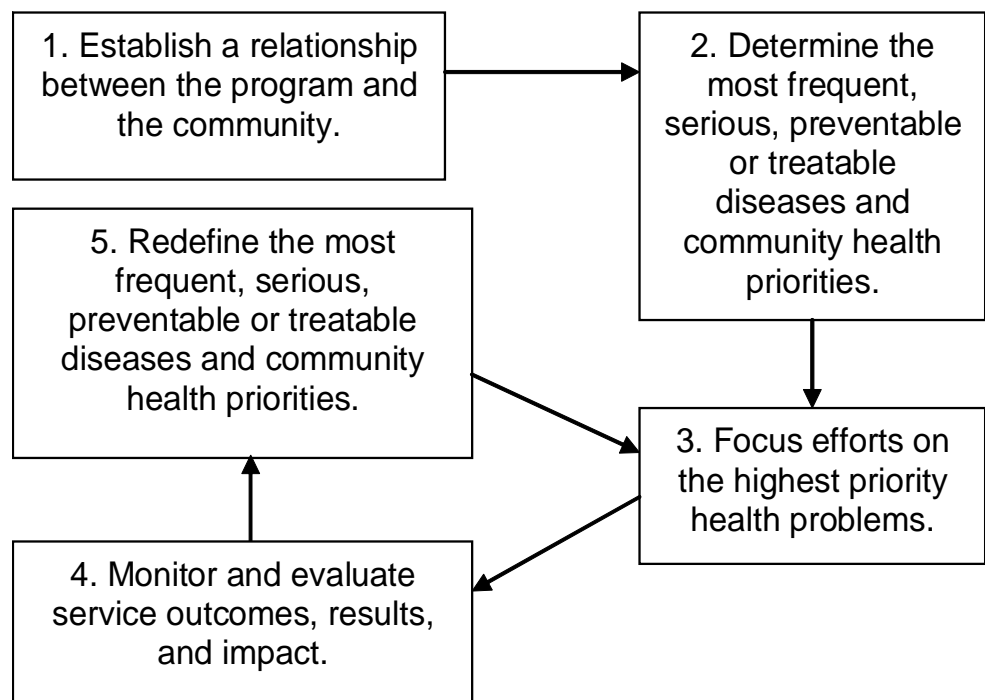 1. Establish a relationship
between the program and
the community.
2. Determine the
most frequent,
serious, preventable
or treatable
diseases and
community health
priorities.
3. Focus efforts on
the highest priority
health problems.
4. Monitor and evaluate
service outcomes, results,
and impact.
5. Redefine the most
frequent, serious,
preventable or treatable
diseases and community
health priorities.